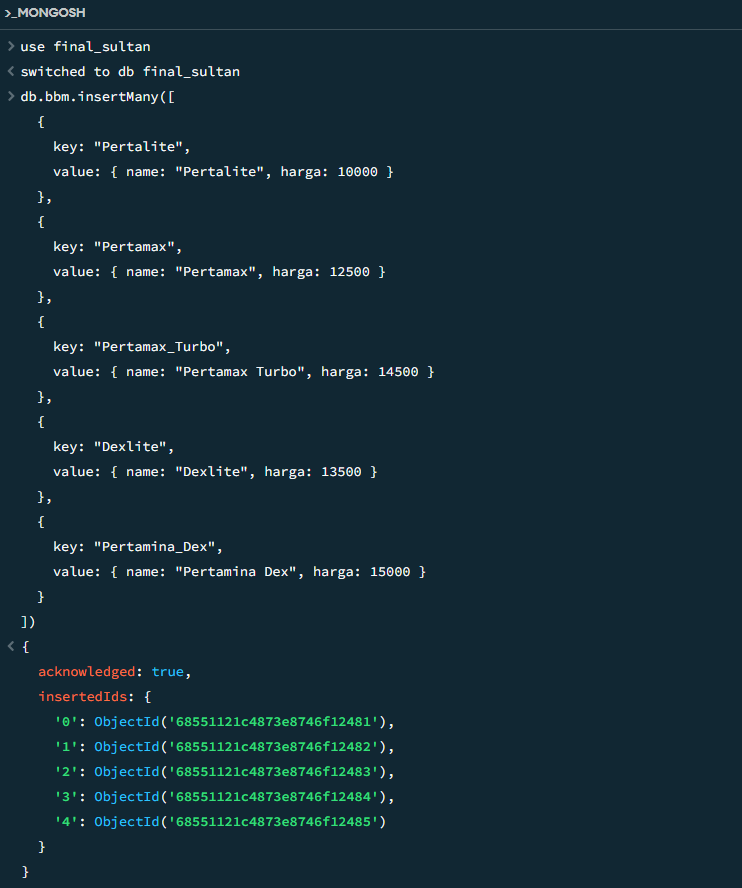 >_MONGOSH
> use final_sultan
< switched to db final_sultan
> db.bbm.insertMany([
  {
    key: "Pertalite",
    value: { name: "Pertalite", harga: 10000 }
  },
  {
    key: "Pertamax",
    value: { name: "Pertamax", harga: 12500 }
  },
  {
    key: "Pertamax_Turbo",
    value: { name: "Pertamax Turbo", harga: 14500 }
  },
  {
    key: "Dexlite",
    value: { name: "Dexlite", harga: 13500 }
  },
  {
    key: "Pertamina_Dex",
    value: { name: "Pertamina Dex", harga: 15000 }
  }
])
< {
  acknowledged: true,
  insertedIds: {
    '0': ObjectId('68551121c4873e8746f12481'),
    '1': ObjectId('68551121c4873e8746f12482'),
    '2': ObjectId('68551121c4873e8746f12483'),
    '3': ObjectId('68551121c4873e8746f12484'),
    '4': ObjectId('68551121c4873e8746f12485')
  }
}